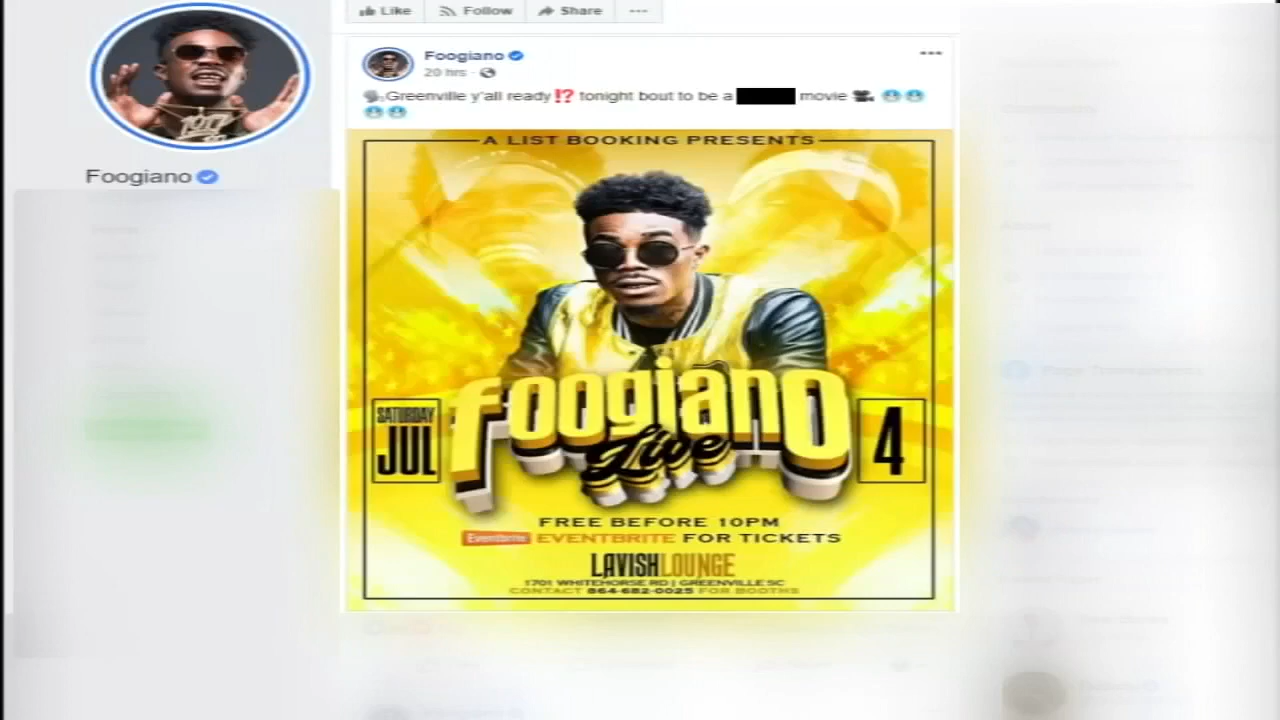 Like Follow Share ...
Foogiano
20 hrs
Greenville y'all ready⁉ tonight bout to be a movie
Foogiano
A LIST BOOKING PRESENTS
1017
SATURDAY
JUL
foogiano
Live
4
FREE BEFORE 10PM
Eventbrite EVENTBRITE FOR TICKETS
LAVISHLOUNGE
1701 WHITEHORSE RD | GREENVILLE SC
CONTACT 864-682-0025 FOR BOOTHS